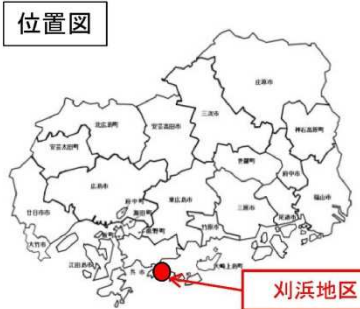 位置図
庄原市
北広島町
安芸高田市
三次市
神石高原町
安芸太田町
世羅町
府中市
広島市
福山市
府中町
東広島市
三原市
尾道市
廿日市市
海田町
竹原市
大竹市
熊野町
坂町
江田島市
呉市
大崎上島町
刈浜地区